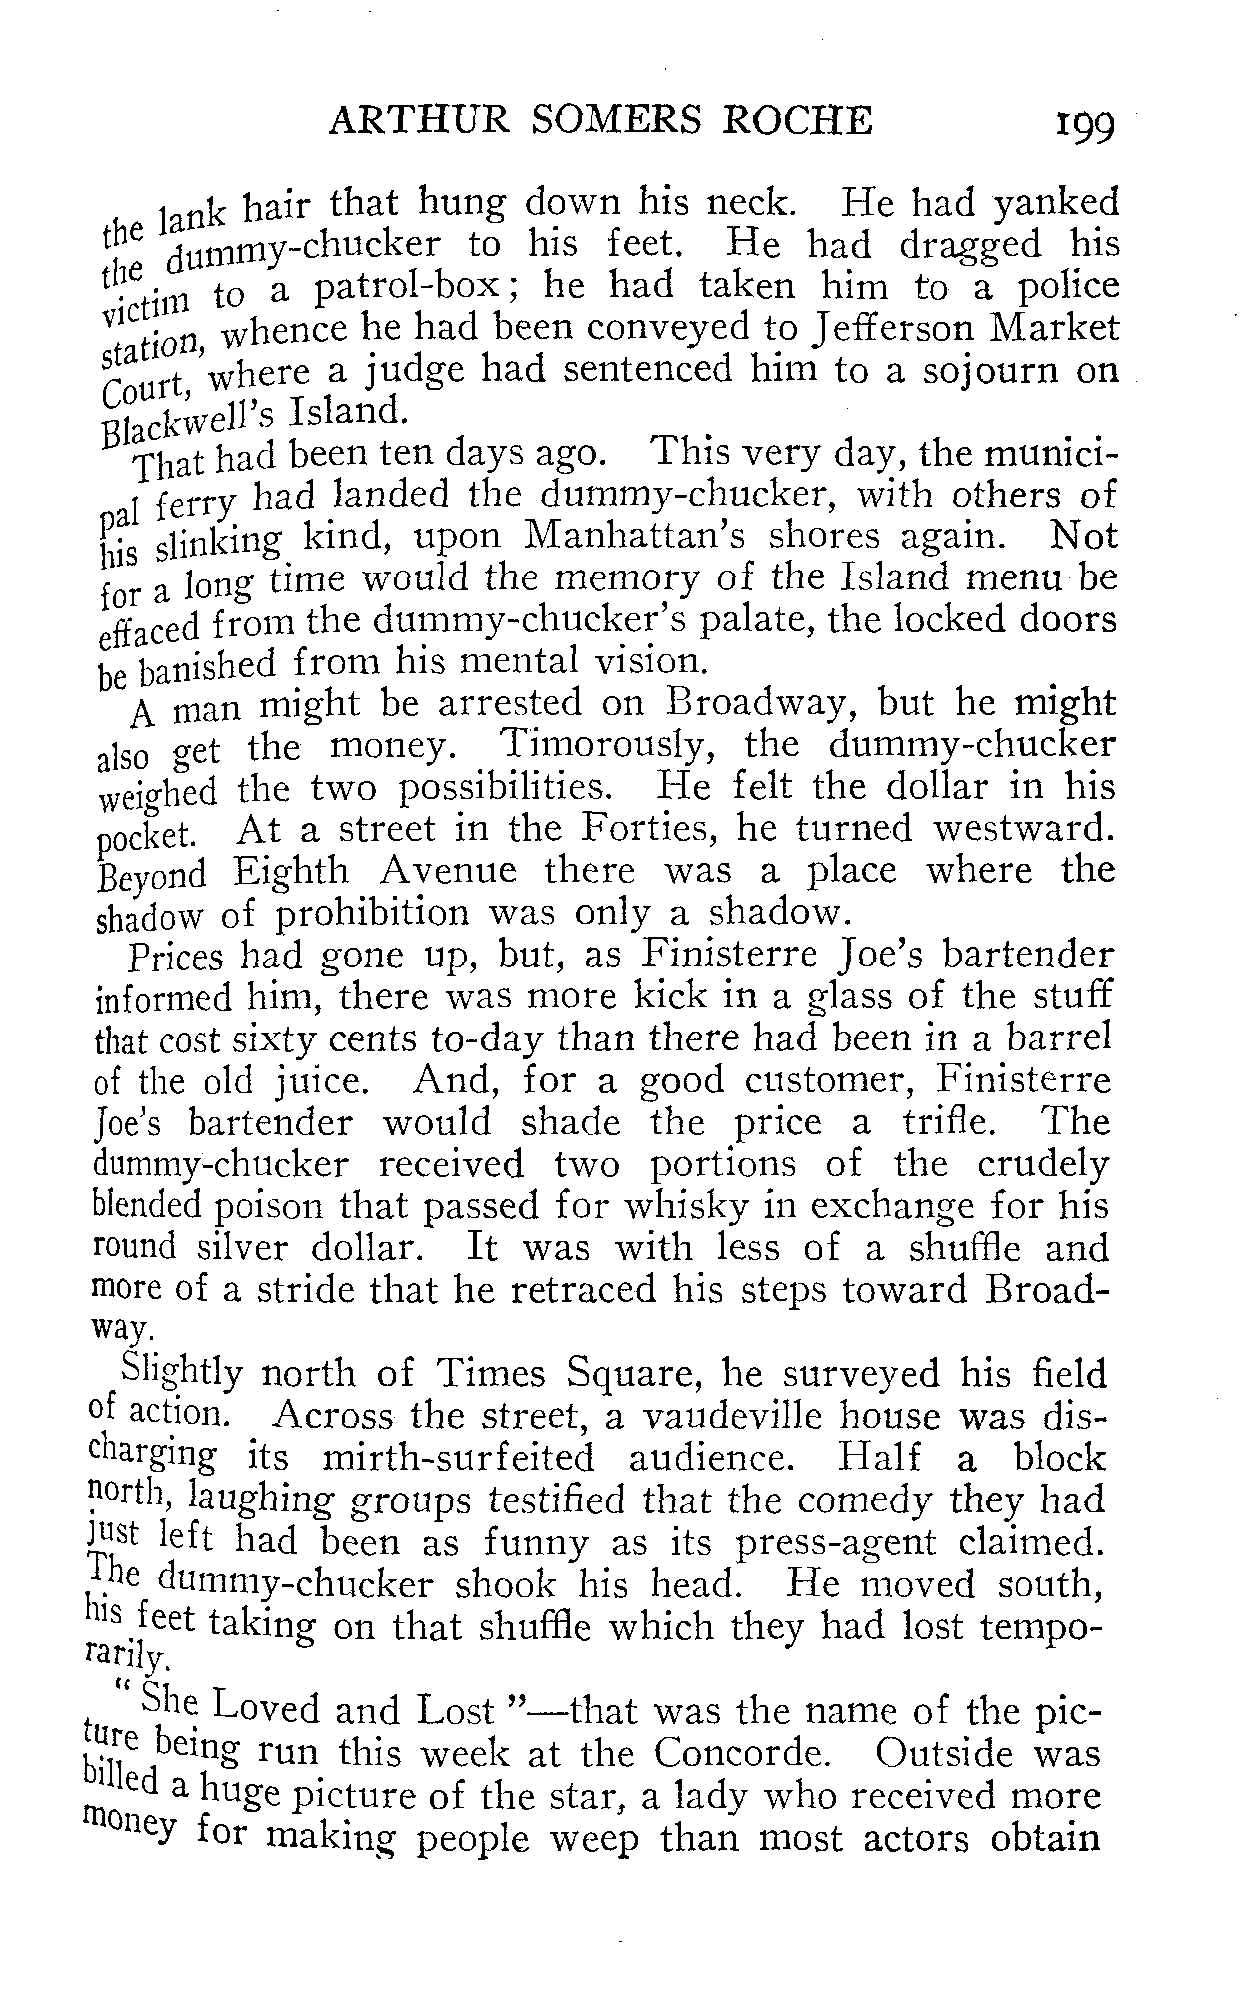 ARTHUR SOMERS ROCHE 199
the lank hair that hung down his neck. He had yanked
the dummy-chucker to his feet. He had dragged his
victim to a patrol-box; he had taken him to a police
station, whence he had been conveyed to Jefferson Market
Court, where a judge had sentenced him to a sojourn on
Blackwell's Island.
That had been ten days ago. This very day, the munici-
pal ferry had landed the dummy-chucker, with others of
his slinking kind, upon Manhattan's shores again. Not
for a long time would the memory of the Island menu be
effaced from the dummy-chucker's palate, the locked doors
be banished from his mental vision.
A man might be arrested on Broadway, but he might
also get the money. Timorously, the dummy-chucker
weighed the two possibilities. He felt the dollar in his
pocket. At a street in the Forties, he turned westward.
Beyond Eighth Avenue there was a place where the
shadow of prohibition was only a shadow.
Prices had gone up, but, as Finisterre Joe's bartender
informed him, there was more kick in a glass of the stuff
that cost sixty cents to-day than there had been in a barrel
of the old juice. And, for a good customer, Finisterre
Joe's bartender would shade the price a trifle. The
dummy-chucker received two portions of the crudely
blended poison that passed for whisky in exchange for his
round silver dollar. It was with less of a shuffle and
more of a stride that he retraced his steps toward Broad-
way.
Slightly north of Times Square, he surveyed his field
of action. Across the street, a vaudeville house was dis-
charging its mirth-surfeited audience. Half a block
north, laughing groups testified that the comedy they had
just left had been as funny as its press-agent claimed.
The dummy-chucker shook his head. He moved south,
his feet taking on that shuffle which they had lost tempo-
rarily.
"She Loved and Lost"—that was the name of the pic-
ture being run this week at the Concorde. Outside was
billed a huge picture of the star, a lady who received more
money for making people weep than most actors obtain